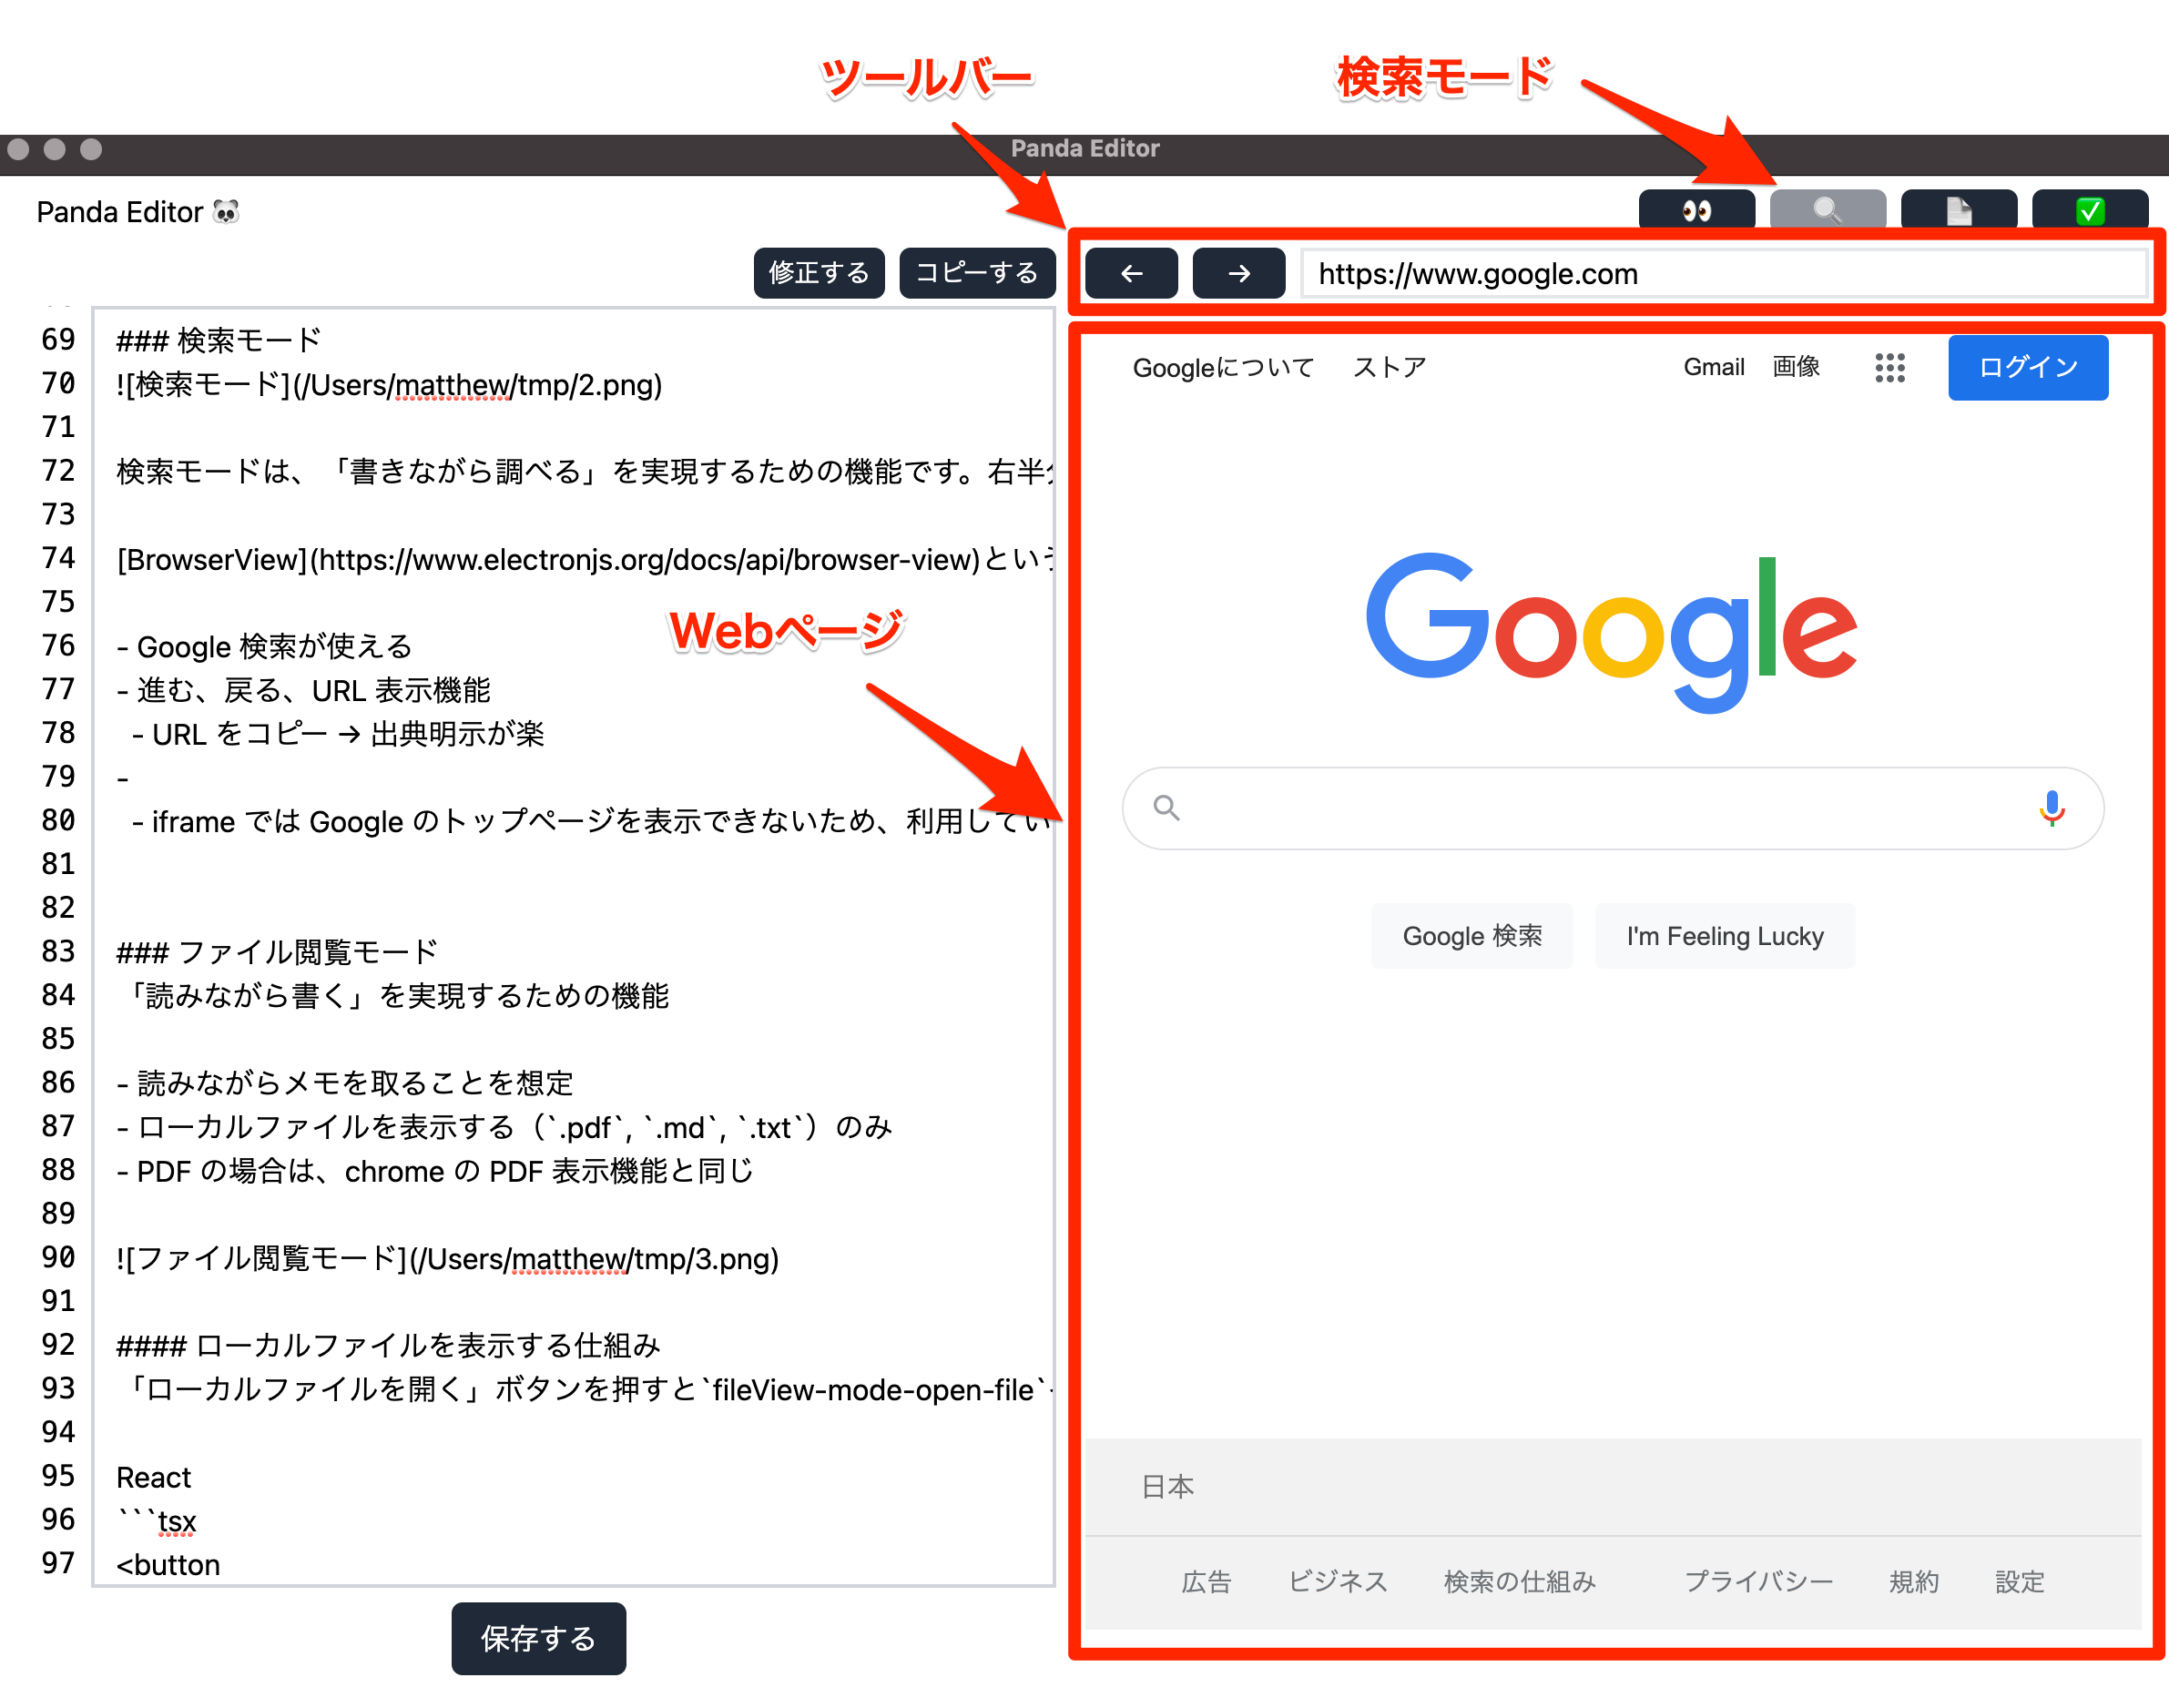 ツールバー
検索モード
Panda Editor
Panda Editor 🐼
👀 🔍 📄 ✅
修正する コピーする
← → https://www.google.com
69 ### 検索モード
70 ![検索モード](/Users/matthew/tmp/2.png)
71
72 検索モードは、「書きながら調べる」を実現するための機能です。右半
73
74 [BrowserView](https://www.electronjs.org/docs/api/browser-view)とい
75
76 - Google 検索が使える
77 - 進む、戻る、URL 表示機能
78 - URL をコピー → 出典明示が楽
79 -
80 - iframe では Google のトップページを表示できないため、利用してい
81
82
83 ### ファイル閲覧モード
84 「読みながら書く」を実現するための機能
85
86 - 読みながらメモを取ることを想定
87 - ローカルファイルを表示する（`.pdf`, `.md`, `.txt`）のみ
88 - PDF の場合は、chrome の PDF 表示機能と同じ
89
90 ![ファイル閲覧モード](/Users/matthew/tmp/3.png)
91
92 #### ローカルファイルを表示する仕組み
93 「ローカルファイルを開く」ボタンを押すと`fileView-mode-open-file`
94
95 React
96 ```tsx
97 <button
保存する
Webページ
Googleについて ストア Gmail 画像 ログイン
Google
Google 検索 I'm Feeling Lucky
日本
広告 ビジネス 検索の仕組み プライバシー 規約 設定